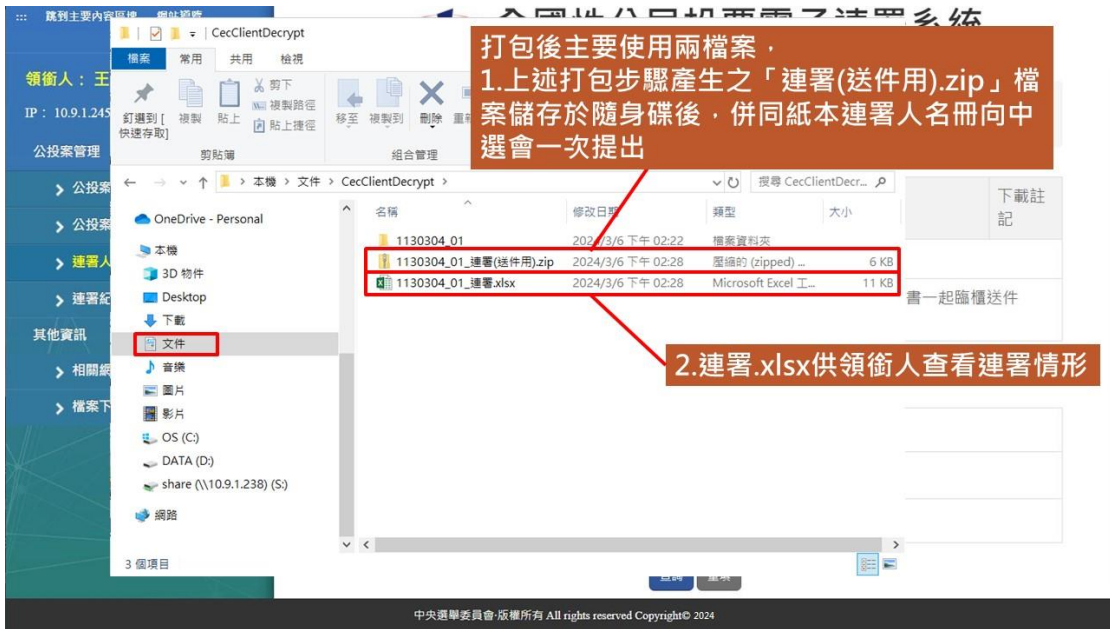 ::: 跳到主要內容區塊 網站導覽
全國性公民投票電子連署系統
領銜人：王
IP： 10.9.1.245
公投案管理
公投案
公投案
連署人
連署紀
其他資訊
相關網
檔案下
CecClientDecrypt
檔案 常用 共用 檢視
釘選到 [
快速存取]
複製
貼上
剪下
複製路徑
貼上捷徑
剪貼簿
移至
複製到
刪除
組合管理
打包後主要使用兩檔案，
1.上述打包步驟產生之「連署(送件用).zip」檔
案儲存於隨身碟後，併同紙本連署人名冊向中
選會一次提出
本機 › 文件 › CecClientDecrypt ›
搜尋 CecClientDecr...
名稱 修改日期 類型 大小
1130304_01 2024/3/6 下午 02:22 檔案資料夾
1130304_01_連署(送件用).zip 2024/3/6 下午 02:28 壓縮的 (zipped) ... 6 KB
1130304_01_連署.xlsx 2024/3/6 下午 02:28 Microsoft Excel 工... 11 KB
OneDrive - Personal
本機
3D 物件
Desktop
下載
文件
音樂
圖片
影片
OS (C:)
DATA (D:)
share (\\10.9.1.238) (S:)
網路
3 個項目
下載註
記
書一起臨櫃送件
2.連署.xlsx供領銜人查看連署情形
中央選舉委員會·版權所有 All rights reserved Copyright© 2024